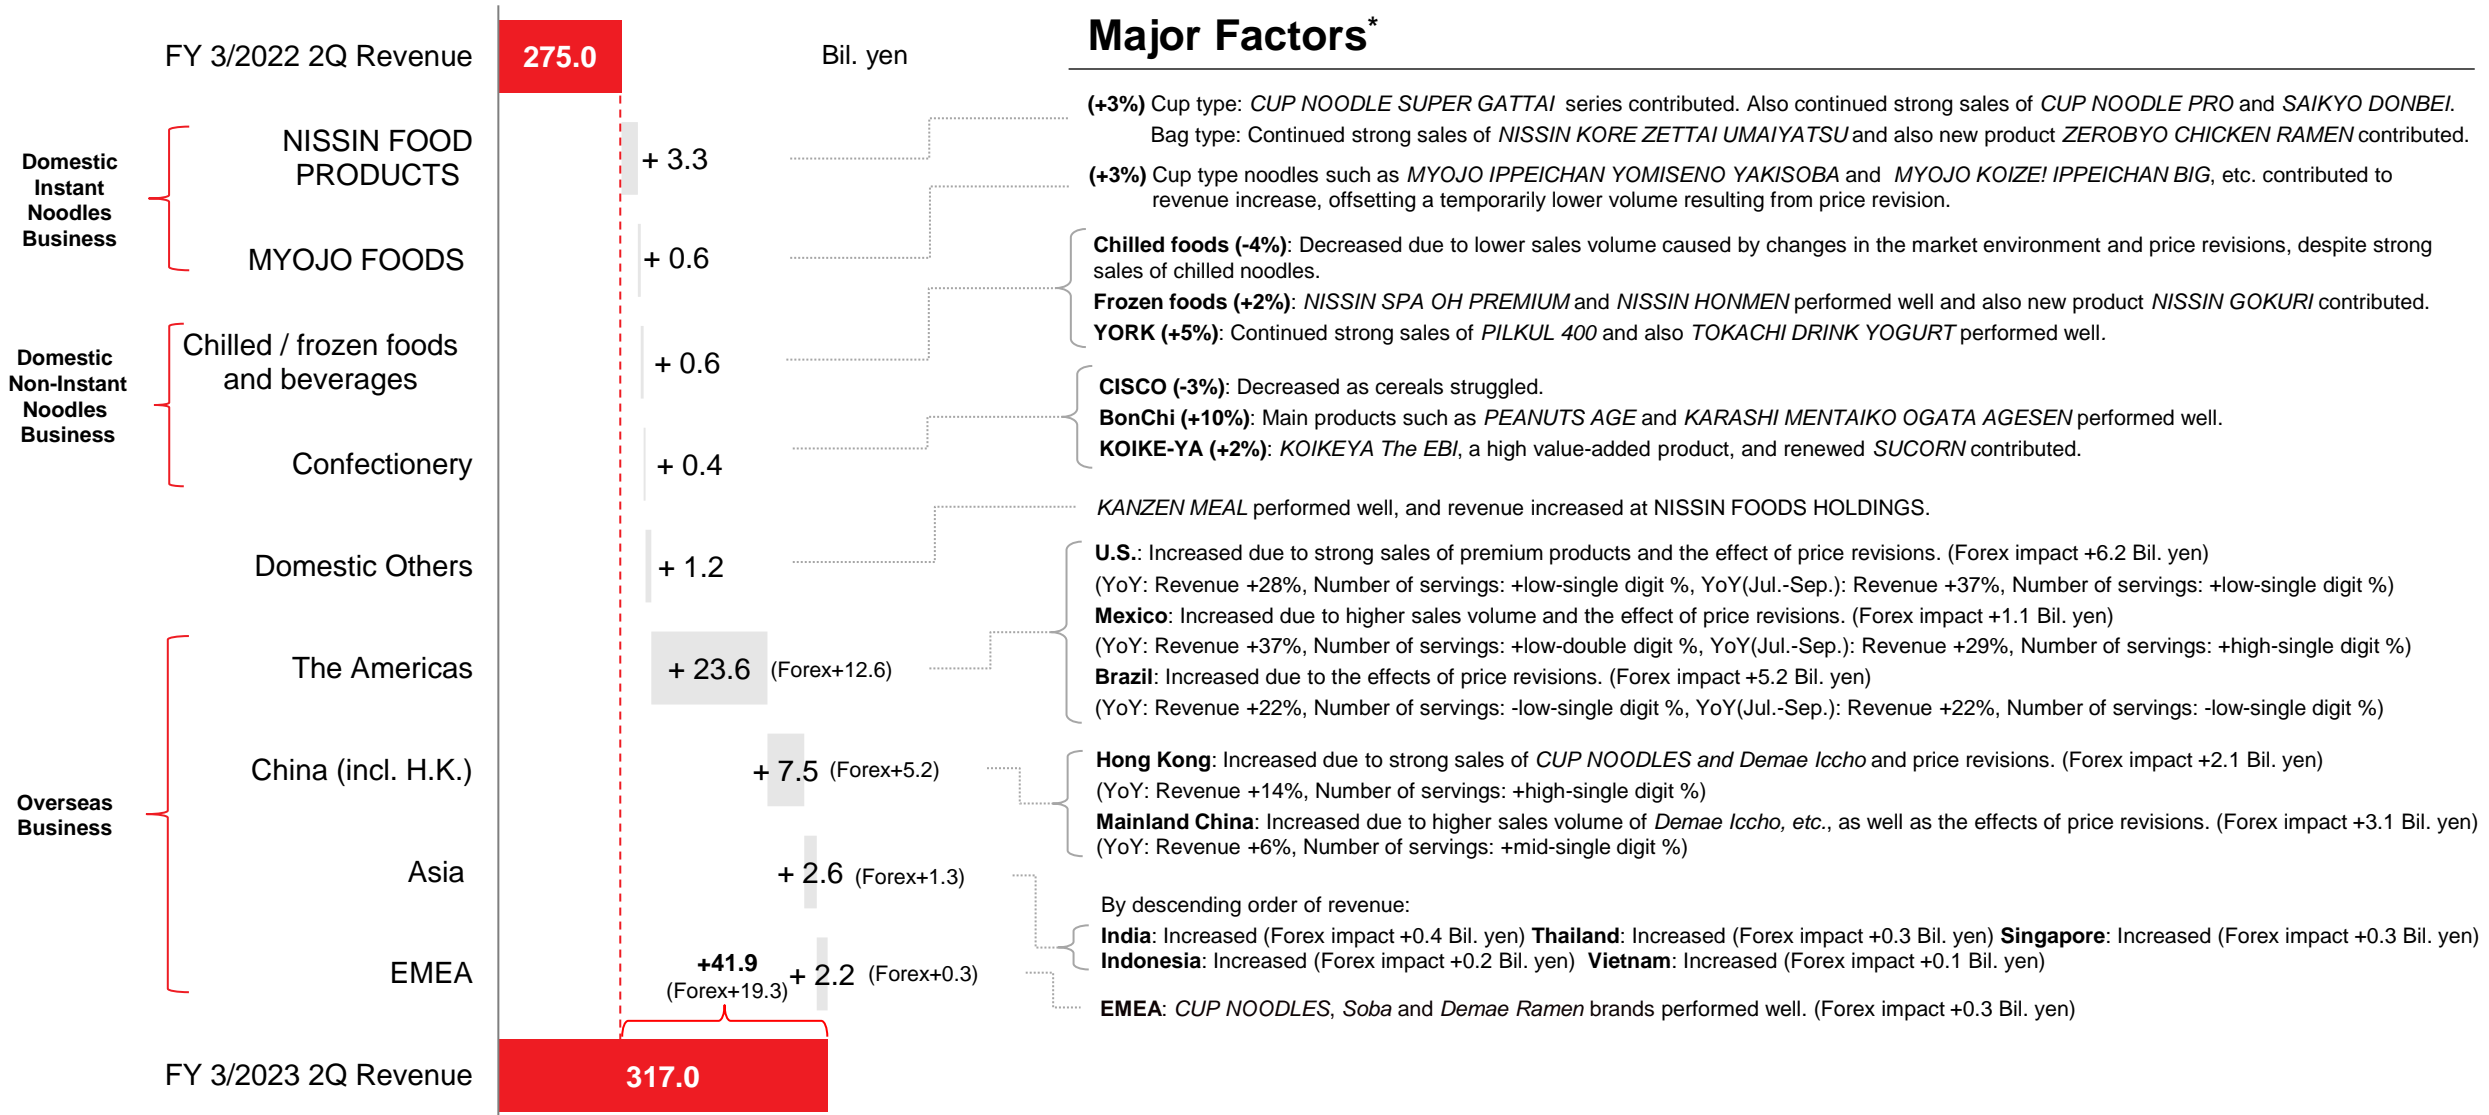 FY 3/2022 2Q Revenue
275.0
Bil. yen
Major Factors*
Domestic
Instant
Noodles
Business
NISSIN FOOD
PRODUCTS
+ 3.3
(+3%) Cup type: CUP NOODLE SUPER GATTAI series contributed. Also continued strong sales of CUP NOODLE PRO and SAIKYO DONBEI.
Bag type: Continued strong sales of NISSIN KORE ZETTAI UMAIYATSU and also new product ZEROBYO CHICKEN RAMEN contributed.
MYOJO FOODS
+ 0.6
(+3%) Cup type noodles such as MYOJO IPPEICHAN YOMISENO YAKISOBA and MYOJO KOIZE! IPPEICHAN BIG, etc. contributed to
revenue increase, offsetting a temporarily lower volume resulting from price revision.
Domestic
Non-Instant
Noodles
Business
Chilled / frozen foods
and beverages
+ 0.6
Chilled foods (-4%): Decreased due to lower sales volume caused by changes in the market environment and price revisions, despite strong
sales of chilled noodles.
Frozen foods (+2%): NISSIN SPA OH PREMIUM and NISSIN HONMEN performed well and also new product NISSIN GOKURI contributed.
YORK (+5%): Continued strong sales of PILKUL 400 and also TOKACHI DRINK YOGURT performed well.
Confectionery
+ 0.4
CISCO (-3%): Decreased as cereals struggled.
BonChi (+10%): Main products such as PEANUTS AGE and KARASHI MENTAIKO OGATA AGESEN performed well.
KOIKE-YA (+2%): KOIKEYA The EBI, a high value-added product, and renewed SUCORN contributed.
Domestic Others
+ 1.2
KANZEN MEAL performed well, and revenue increased at NISSIN FOODS HOLDINGS.
Overseas
Business
The Americas
+ 23.6 (Forex+12.6)
U.S.: Increased due to strong sales of premium products and the effect of price revisions. (Forex impact +6.2 Bil. yen)
(YoY: Revenue +28%, Number of servings: +low-single digit %, YoY(Jul.-Sep.): Revenue +37%, Number of servings: +low-single digit %)
Mexico: Increased due to higher sales volume and the effect of price revisions. (Forex impact +1.1 Bil. yen)
(YoY: Revenue +37%, Number of servings: +low-double digit %, YoY(Jul.-Sep.): Revenue +29%, Number of servings: +high-single digit %)
Brazil: Increased due to the effects of price revisions. (Forex impact +5.2 Bil. yen)
(YoY: Revenue +22%, Number of servings: -low-single digit %, YoY(Jul.-Sep.): Revenue +22%, Number of servings: -low-single digit %)
China (incl. H.K.)
+ 7.5 (Forex+5.2)
Hong Kong: Increased due to strong sales of CUP NOODLES and Demae Iccho and price revisions. (Forex impact +2.1 Bil. yen)
(YoY: Revenue +14%, Number of servings: +high-single digit %)
Mainland China: Increased due to higher sales volume of Demae Iccho, etc., as well as the effects of price revisions. (Forex impact +3.1 Bil. yen)
(YoY: Revenue +6%, Number of servings: +mid-single digit %)
Asia
+ 2.6 (Forex+1.3)
By descending order of revenue:
India: Increased (Forex impact +0.4 Bil. yen) Thailand: Increased (Forex impact +0.3 Bil. yen) Singapore: Increased (Forex impact +0.3 Bil. yen)
Indonesia: Increased (Forex impact +0.2 Bil. yen) Vietnam: Increased (Forex impact +0.1 Bil. yen)
EMEA
+ 2.2 (Forex+0.3)
EMEA: CUP NOODLES, Soba and Demae Ramen brands performed well. (Forex impact +0.3 Bil. yen)
+41.9
(Forex+19.3)
FY 3/2023 2Q Revenue
317.0